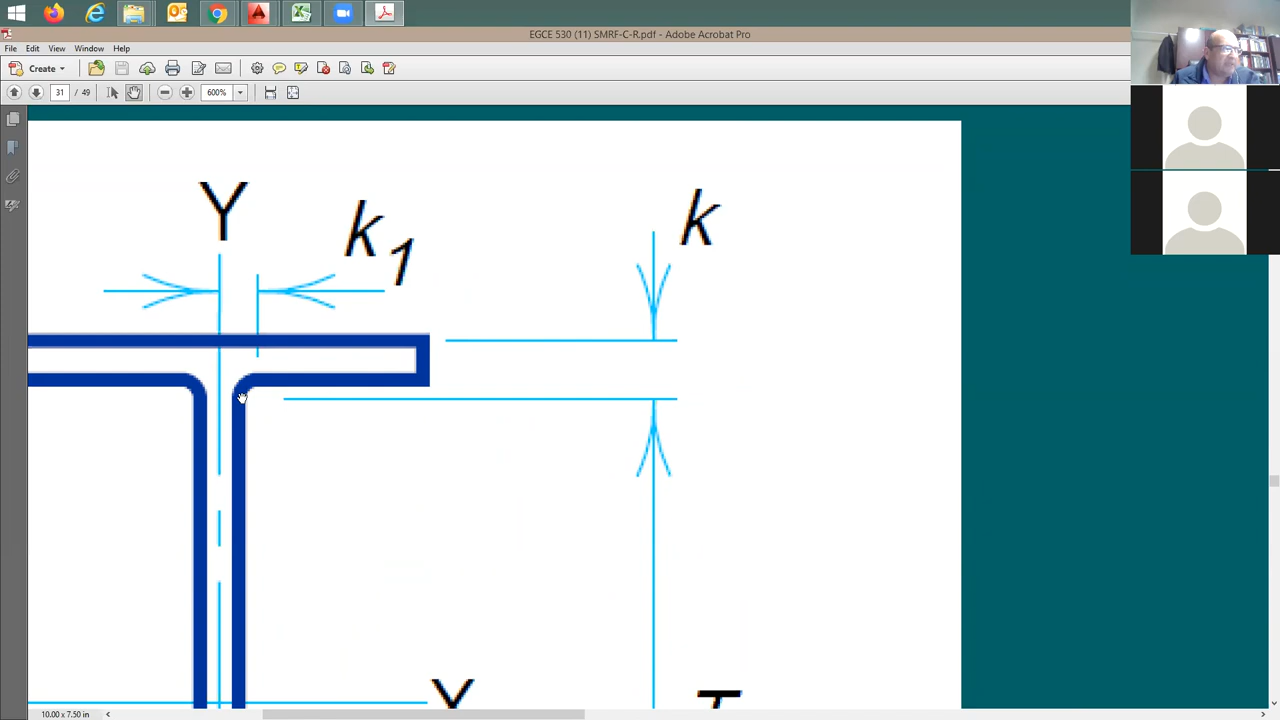 EGCE 530 (11) SMRF-C-R.pdf - Adobe Acrobat Pro
File Edit View Window Help
Create
31 / 49 600%
Y k1 k
Y T
10.00 x 7.50 in